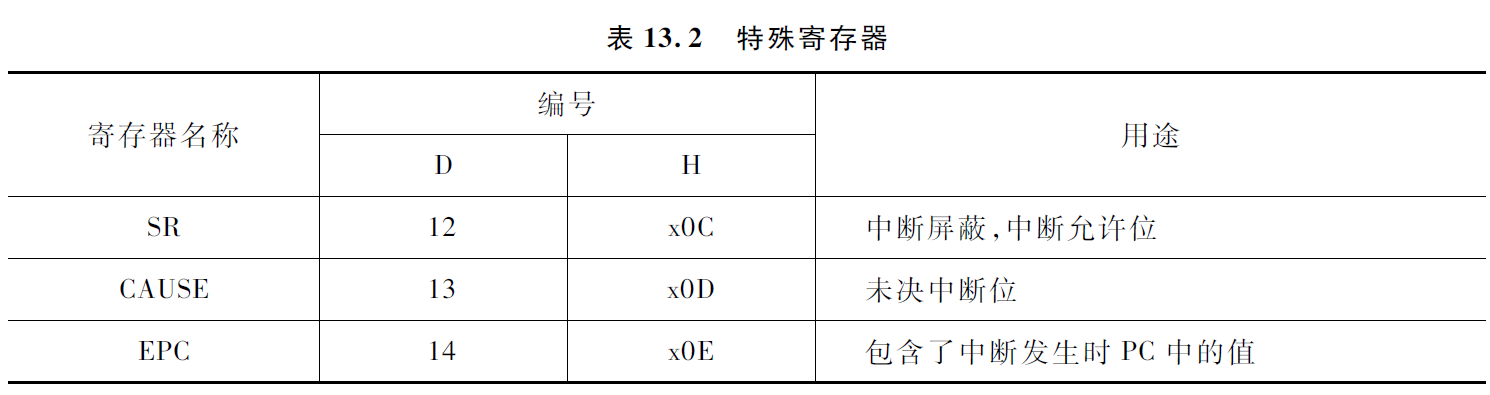 表 13.2 特殊寄存器
寄存器名称 编号 用途
D H
SR 12 x0C 中断屏蔽,中断允许位
CAUSE 13 x0D 未决中断位
EPC 14 x0E 包含了中断发生时 PC 中的值